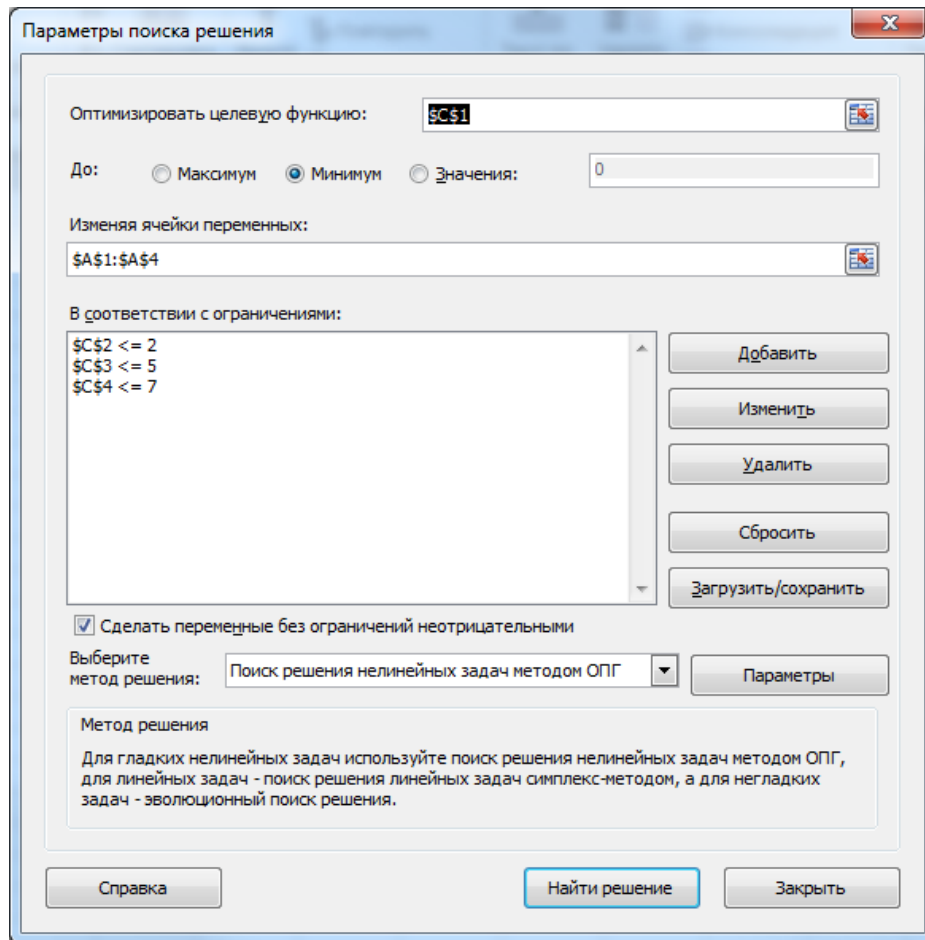 Параметры поиска решения
Оптимизировать целевую функцию:
$C$1
До:
Максимум
Минимум
Значения:
0
Изменяя ячейки переменных:
$A$1:$A$4
В соответствии с ограничениями:
$C$2 <= 2
$C$3 <= 5
$C$4 <= 7
Добавить
Изменить
Удалить
Сбросить
Загрузить/сохранить
Сделать переменные без ограничений неотрицательными
Выберите
метод решения:
Поиск решения нелинейных задач методом ОПГ
Параметры
Метод решения
Для гладких нелинейных задач используйте поиск решения нелинейных задач методом ОПГ,
для линейных задач - поиск решения линейных задач симплекс-методом, а для негладких
задач - эволюционный поиск решения.
Справка
Найти решение
Закрыть